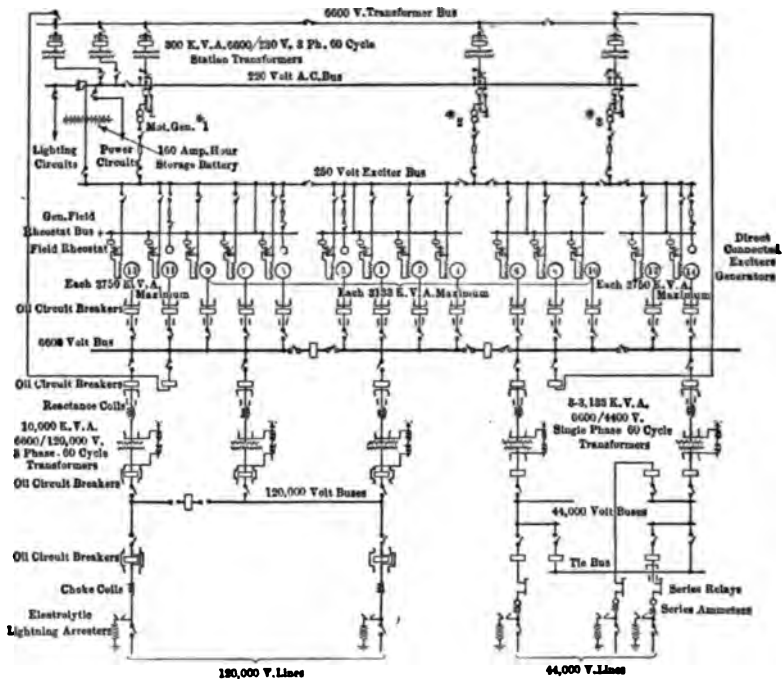 6600 V. Transformer Bus
300 K.V.A. 6600/230 V. 3 Ph. 60 Cycle
Station Transformers
220 Volt A.C. Bus
Mot. Gen. #1
#2
#3
Lighting
Circuits
Power
Circuits
160 Amp. Hour
Storage Battery
250 Volt Exciter Bus
Gen. Field
Rheostat Bus
Field Rheostat
Direct
Connected
Exciters
Generators
Each 3750 K.V.A.
Maximum
Each 3133 K.V.A. Maximum
Each 3750 K.V.A.
Maximum
Oil Circuit Breakers
6600 Volt Bus
Oil Circuit Breakers
Reactance Coils
10,000 K.V.A.
6600/120,000 V.
3 Phase-60 Cycle
Transformers
3-3,133 K.V.A.
6600/4400 V.
Single Phase 60 Cycle
Transformers
Oil Circuit Breakers
120,000 Volt Buses
44,000 Volt Buses
Oil Circuit Breakers
Tie Bus
Choke Coils
Series Relays
Series Ammeters
Electrolytic
Lightning Arresters
120,000 V. Lines
44,000 V. Lines